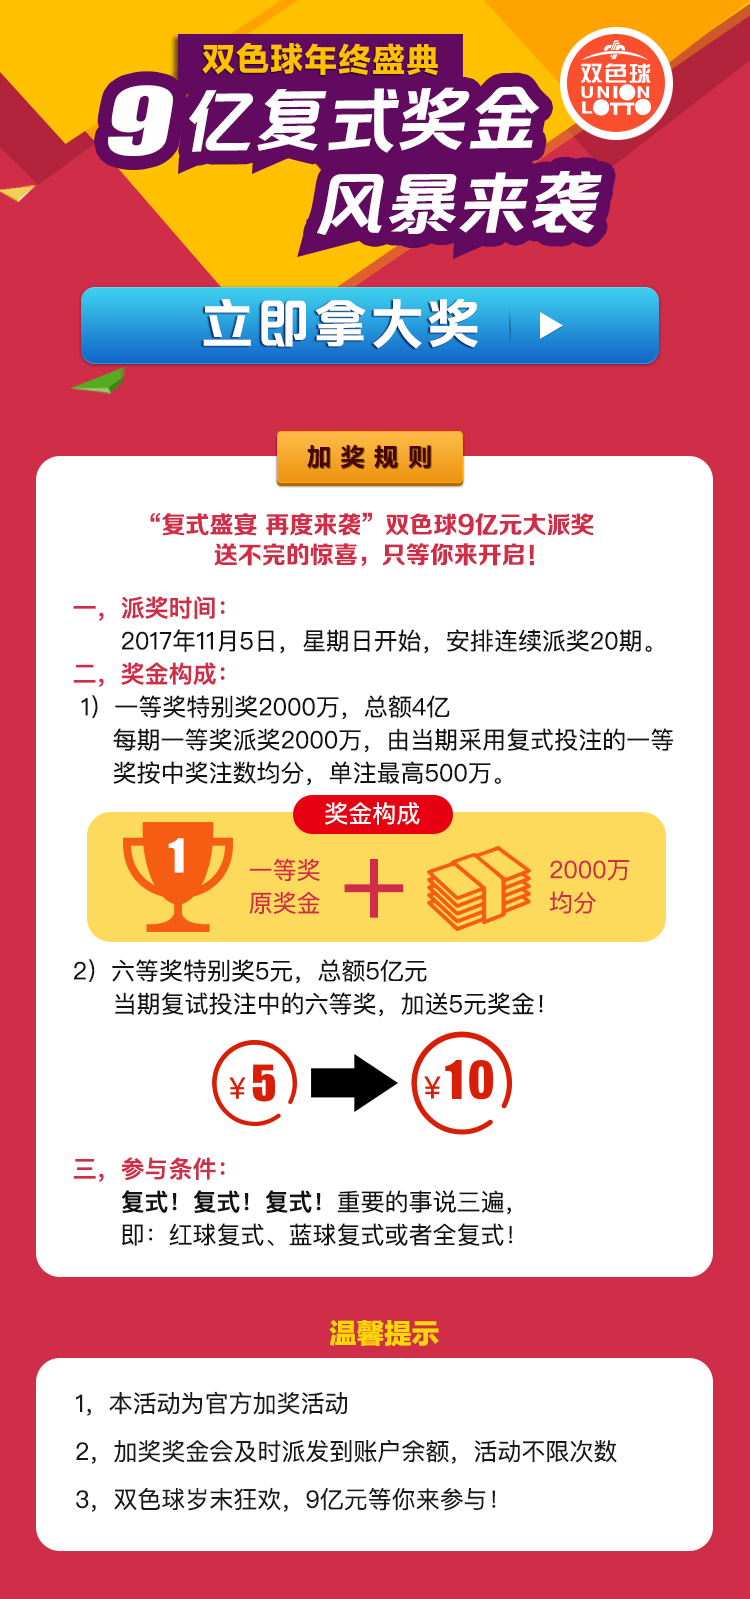 双色球年终盛典
9亿复式奖金
风暴来袭
双色球
UNION
LOTTO
立即拿大奖
加奖规则
“复式盛宴 再度来袭”双色球9亿元大派奖
送不完的惊喜，只等你来开启！
一，派奖时间：
2017年11月5日，星期日开始，安排连续派奖20期。
二，奖金构成：
1）一等奖特别奖2000万，总额4亿
每期一等奖派奖2000万，由当期采用复式投注的一等
奖按中奖注数均分，单注最高500万。
奖金构成
1
一等奖
原奖金
2000万
均分
2）六等奖特别奖5元，总额5亿元
当期复试投注中的六等奖，加送5元奖金！
¥5
¥10
三，参与条件：
复式！复式！复式！重要的事说三遍，
即：红球复式、蓝球复式或者全复式！
温馨提示
1，本活动为官方加奖活动
2，加奖奖金会及时派发到账户余额，活动不限次数
3，双色球岁末狂欢，9亿元等你来参与！